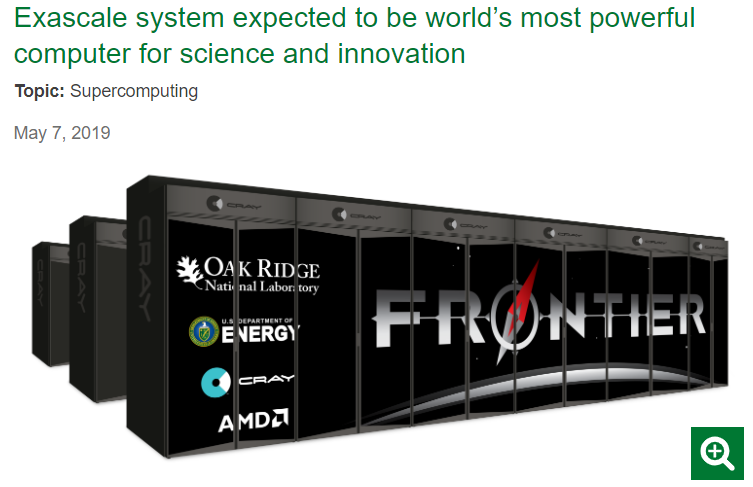 Exascale system expected to be world’s most powerful
computer for science and innovation
Topic: Supercomputing
May 7, 2019
CRAY
CRAY
CRAY
CRAY
CRAY
CRAY
CRAY
CRAY
CRAY
OAK RIDGE
National Laboratory
U.S. DEPARTMENT OF
ENERGY
CRAY
AMD
FRONTIER